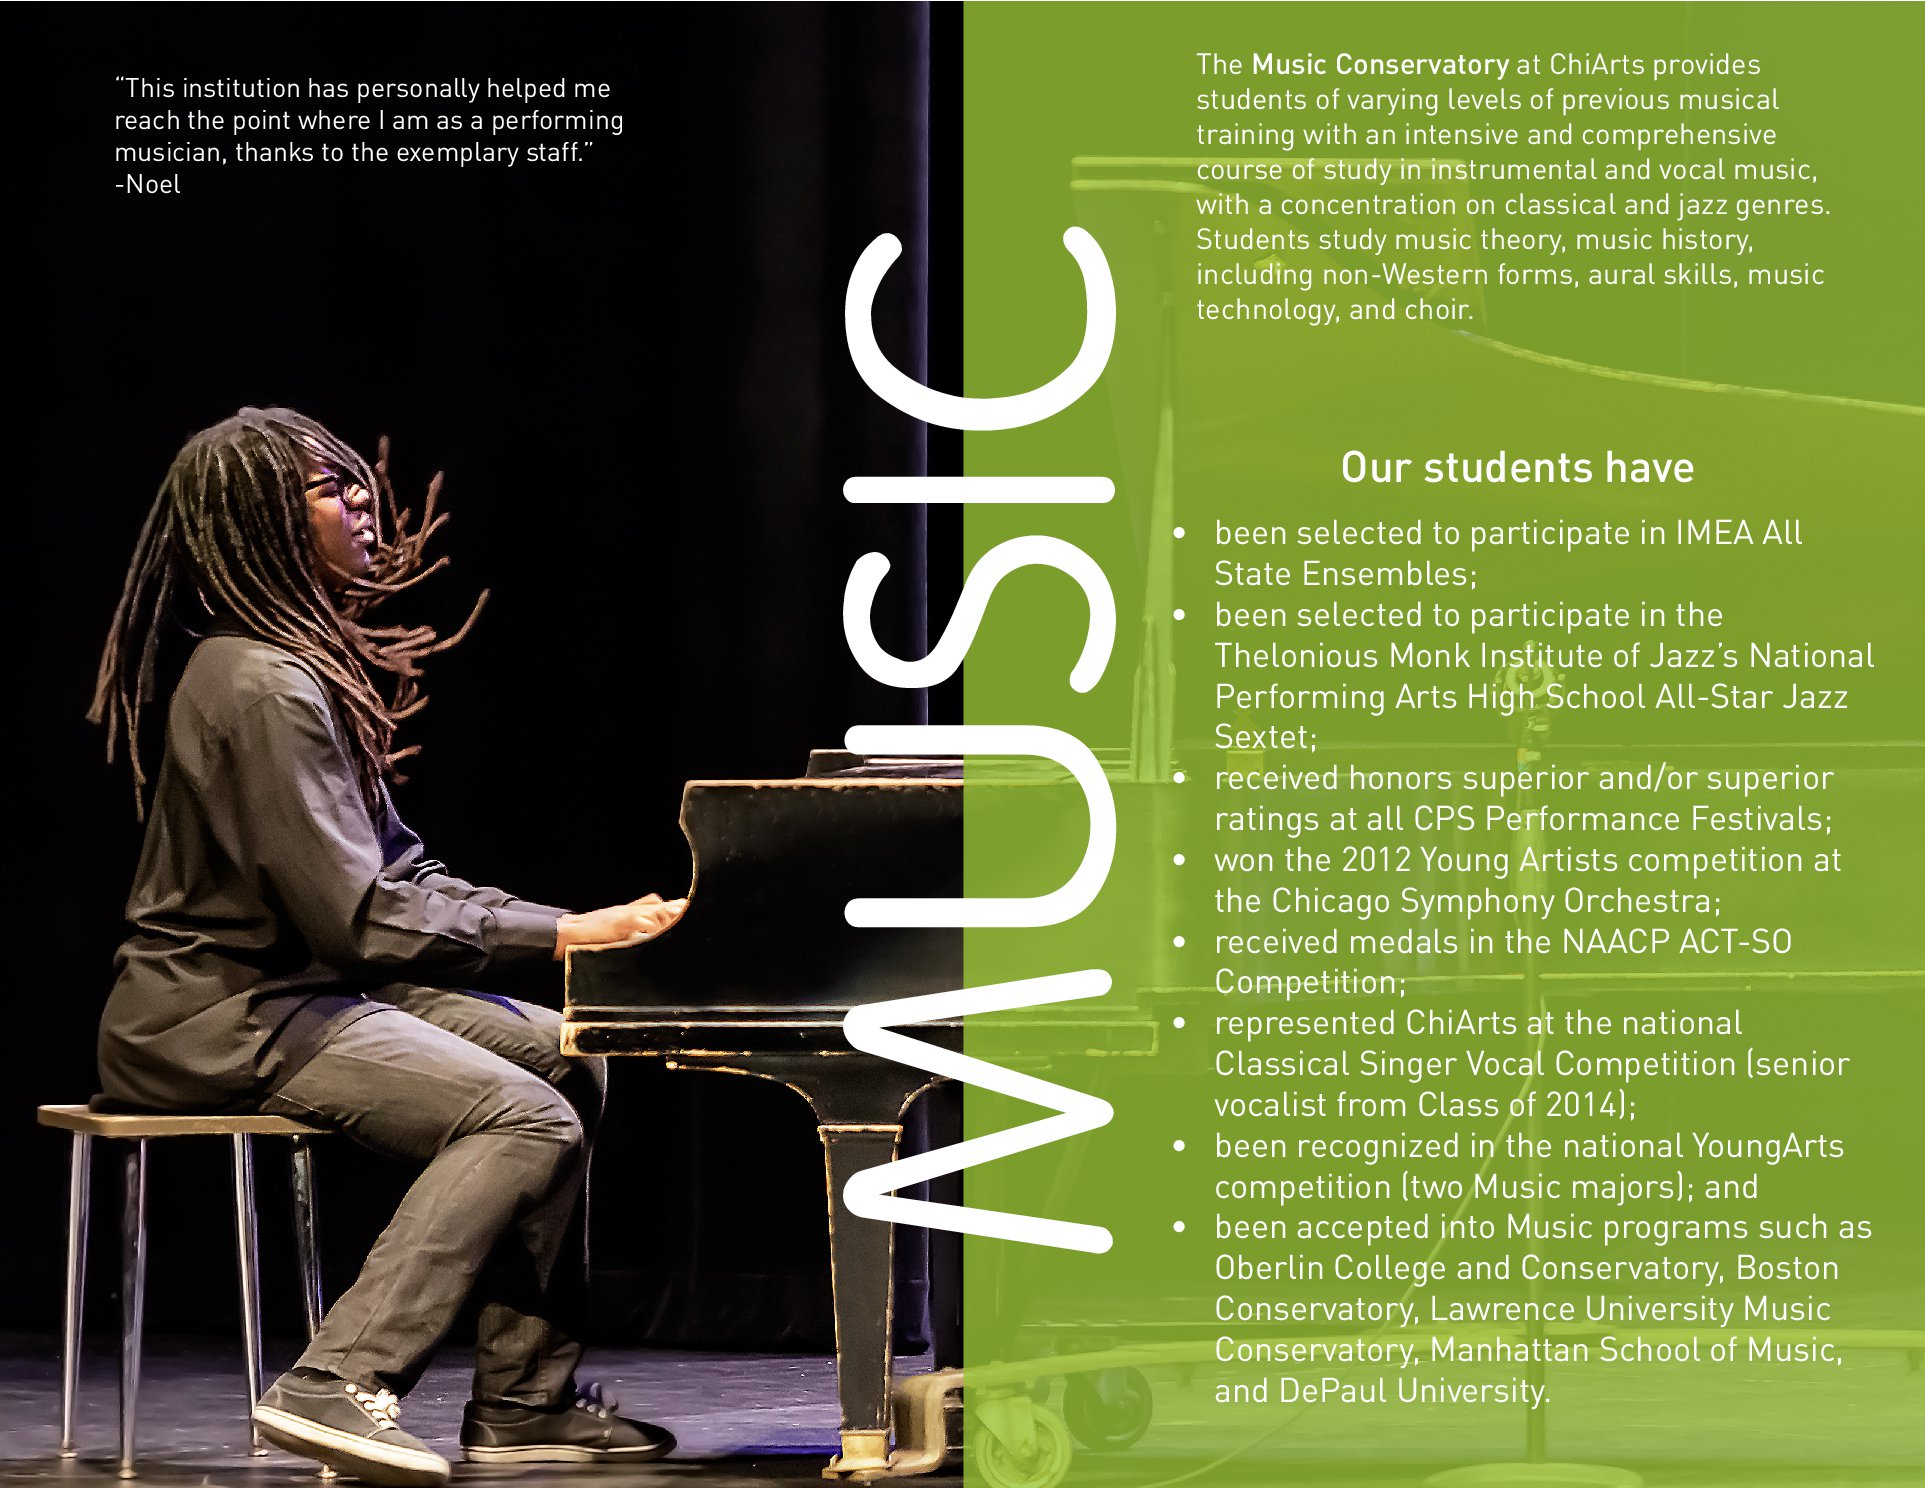 “This institution has personally helped me
reach the point where I am as a performing
musician, thanks to the exemplary staff.”
-Noel
MUSIC
The Music Conservatory at ChiArts provides
students of varying levels of previous musical
training with an intensive and comprehensive
course of study in instrumental and vocal music,
with a concentration on classical and jazz genres.
Students study music theory, music history,
including non-Western forms, aural skills, music
technology, and choir.
Our students have
• been selected to participate in IMEA All
State Ensembles;
• been selected to participate in the
Thelonious Monk Institute of Jazz’s National
Performing Arts High School All-Star Jazz
Sextet;
• received honors superior and/or superior
ratings at all CPS Performance Festivals;
• won the 2012 Young Artists competition at
the Chicago Symphony Orchestra;
• received medals in the NAACP ACT-SO
Competition;
• represented ChiArts at the national
Classical Singer Vocal Competition (senior
vocalist from Class of 2014);
• been recognized in the national YoungArts
competition (two Music majors); and
• been accepted into Music programs such as
Oberlin College and Conservatory, Boston
Conservatory, Lawrence University Music
Conservatory, Manhattan School of Music,
and DePaul University.